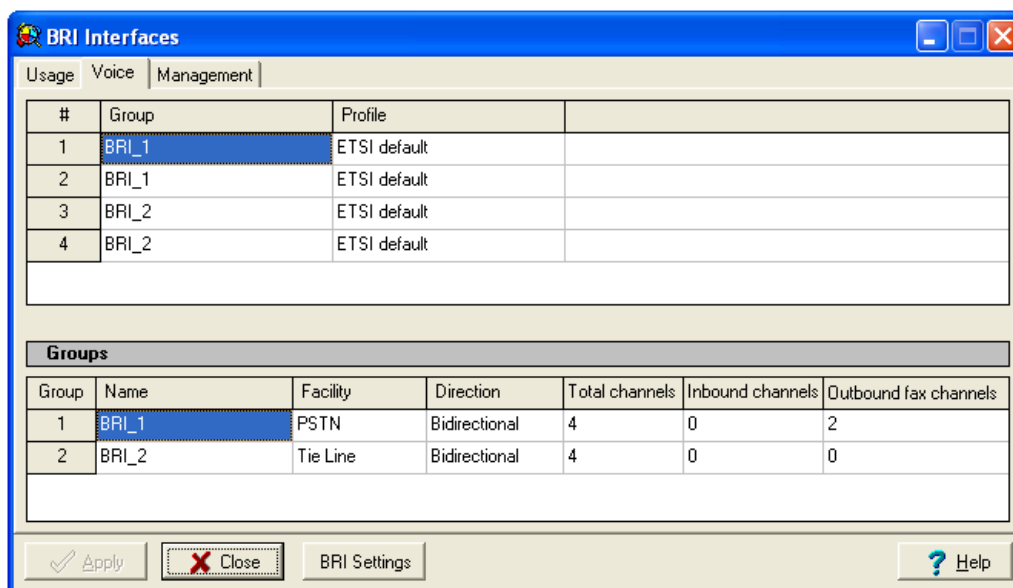 BRI Interfaces
Usage Voice Management
# Group Profile
1 BRI_1 ETSI default
2 BRI_1 ETSI default
3 BRI_2 ETSI default
4 BRI_2 ETSI default
Groups
Group Name Facility Direction Total channels Inbound channels Outbound fax channels
1 BRI_1 PSTN Bidirectional 4 0 2
2 BRI_2 Tie Line Bidirectional 4 0 0
Apply Close BRI Settings Help